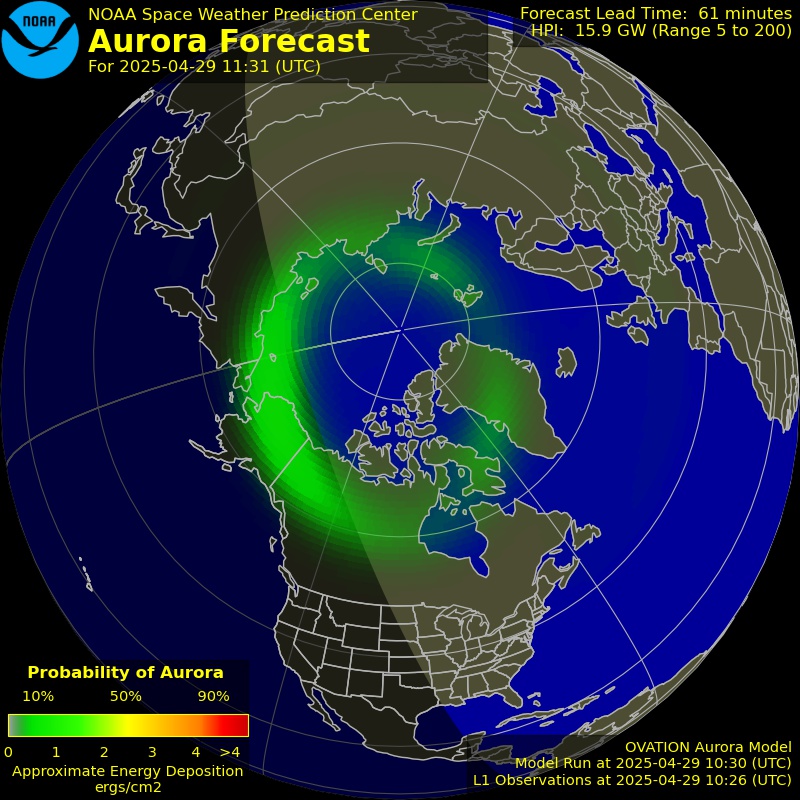 NOAA
NOAA Space Weather Prediction Center
Aurora Forecast
For 2025-04-29 11:31 (UTC)
Forecast Lead Time: 61 minutes
HPI: 15.9 GW (Range 5 to 200)
Probability of Aurora
10% 50% 90%
0 1 2 3 4 >4
Approximate Energy Deposition
ergs/cm2
OVATION Aurora Model
Model Run at 2025-04-29 10:30 (UTC)
L1 Observations at 2025-04-29 10:26 (UTC)